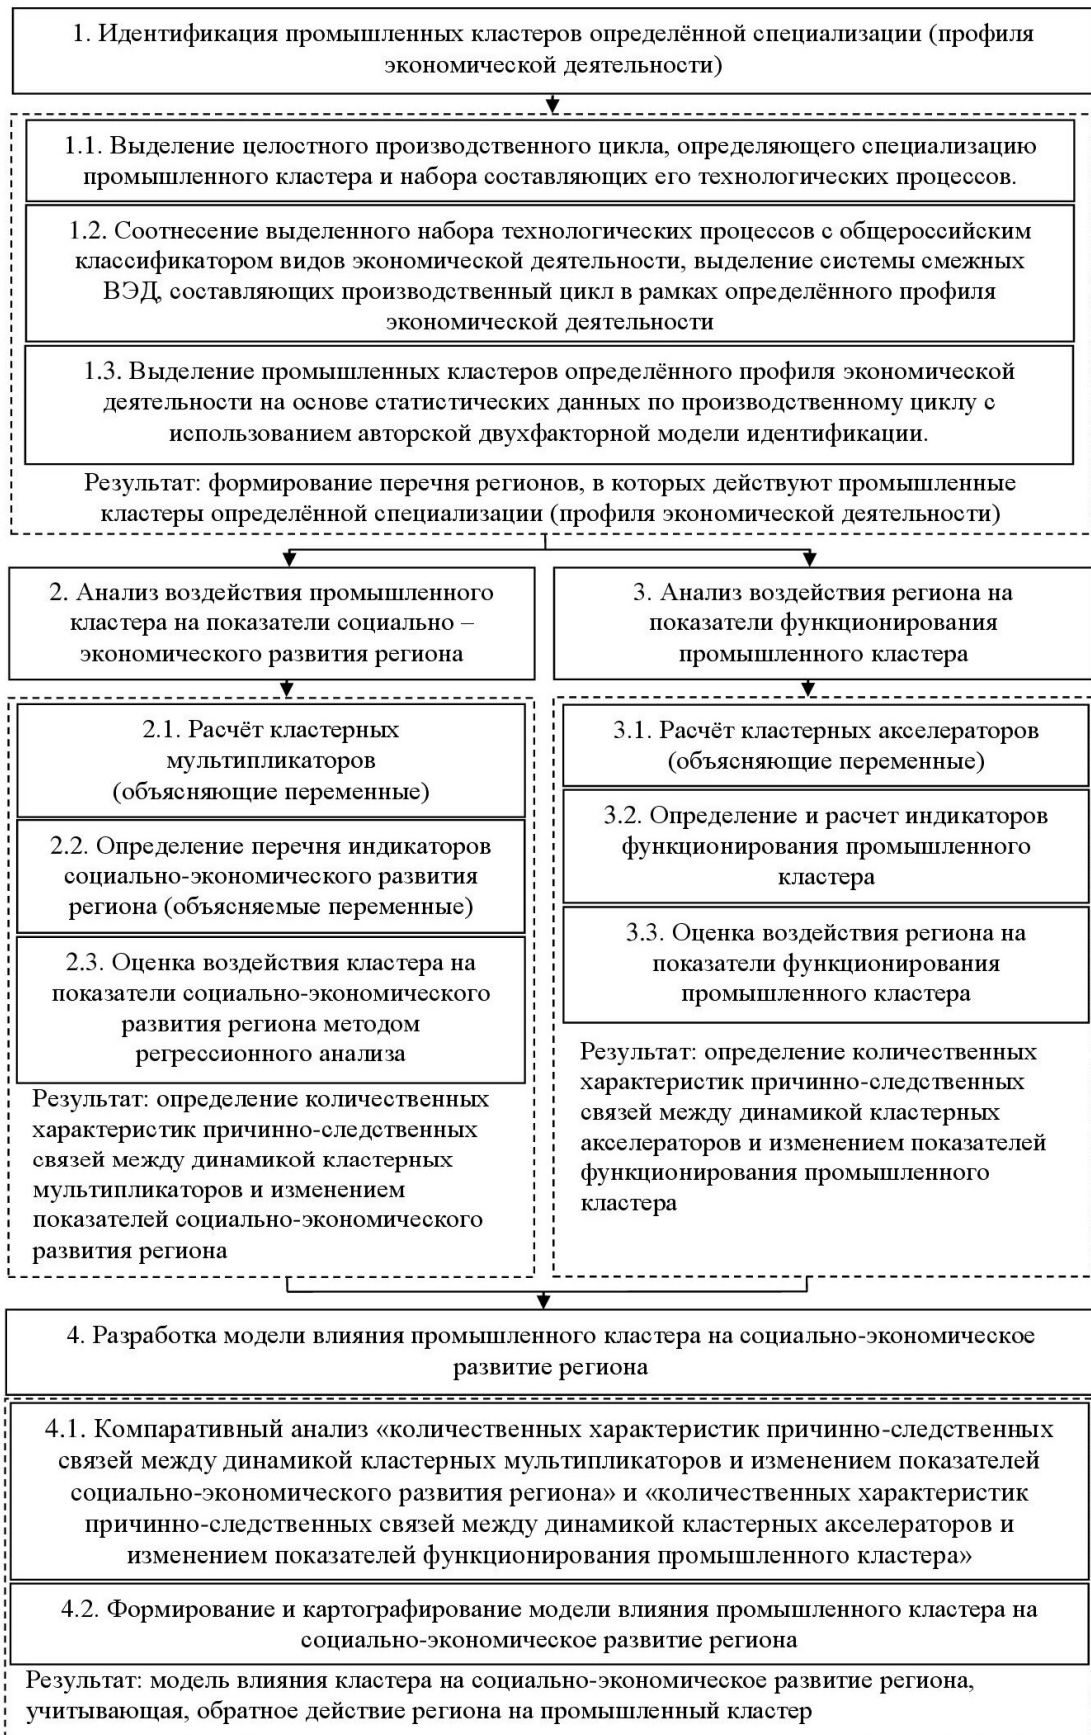 1. Идентификация промышленных кластеров определённой специализации (профиля
экономической деятельности)
1.1. Выделение целостного производственного цикла, определяющего специализацию
промышленного кластера и набора составляющих его технологических процессов.
1.2. Соотнесение выделенного набора технологических процессов с общероссийским
классификатором видов экономической деятельности, выделение системы смежных
ВЭД, составляющих производственный цикл в рамках определённого профиля
экономической деятельности
1.3. Выделение промышленных кластеров определённого профиля экономической
деятельности на основе статистических данных по производственному циклу с
использованием авторской двухфакторной модели идентификации.
Результат: формирование перечня регионов, в которых действуют промышленные
кластеры определённой специализации (профиля экономической деятельности)
2. Анализ воздействия промышленного
кластера на показатели социально –
экономического развития региона
2.1. Расчёт кластерных
мультипликаторов
(объясняющие переменные)
2.2. Определение перечня индикаторов
социально-экономического развития
региона (объясняемые переменные)
2.3. Оценка воздействия кластера на
показатели социально-экономического
развития региона методом
регрессионного анализа
Результат: определение количественных
характеристик причинно-следственных
связей между динамикой кластерных
мультипликаторов и изменением
показателей социально-экономического
развития региона
3. Анализ воздействия региона на
показатели функционирования
промышленного кластера
3.1. Расчёт кластерных акселераторов
(объясняющие переменные)
3.2. Определение и расчет индикаторов
функционирования промышленного
кластера
3.3. Оценка воздействия региона на
показатели функционирования
промышленного кластера
Результат: определение количественных
характеристик причинно-следственных
связей между динамикой кластерных
акселераторов и изменением показателей
функционирования промышленного
кластера
4. Разработка модели влияния промышленного кластера на социально-экономическое
развитие региона
4.1. Компаративный анализ «количественных характеристик причинно-следственных
связей между динамикой кластерных мультипликаторов и изменением показателей
социально-экономического развития региона» и «количественных характеристик
причинно-следственных связей между динамикой кластерных акселераторов и
изменением показателей функционирования промышленного кластера»
4.2. Формирование и картографирование модели влияния промышленного кластера на
социально-экономическое развитие региона
Результат: модель влияния кластера на социально-экономическое развитие региона,
учитывающая, обратное действие региона на промышленный кластер